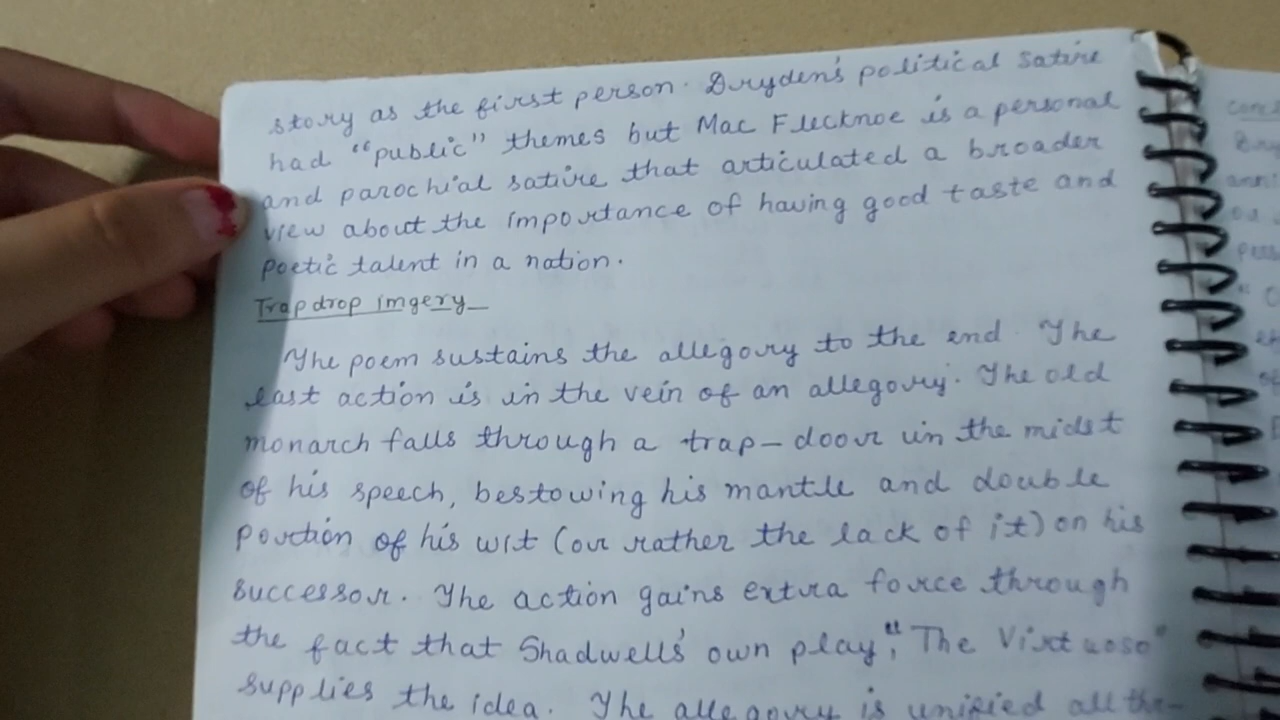 story as the first person. Dryden's political satire
had "public" themes but Mac Flecknoe is a personal
and parochial satire that articulated a broader
view about the importance of having good taste and
poetic talent in a nation.
Trapdrop imgery
The poem sustains the allegory to the end. The
last action is in the vein of an allegory. The old
monarch falls through a trap-door in the midst
of his speech, bestowing his mantle and double
portion of his wit (or rather the lack of it) on his
successor. The action gains extra force through
the fact that Shadwell's own play, "The Virtuoso"
supplies the idea. The allegory is unified all thr-